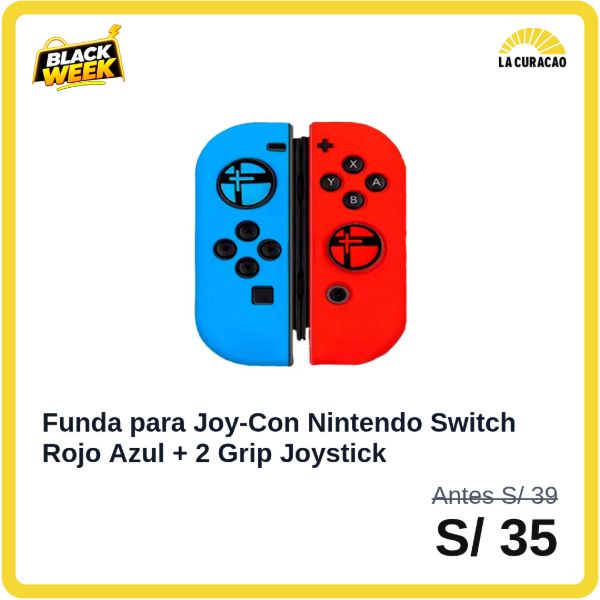 BLACK
WEEK
LA CURACAO
X
Y
A
B
Funda para Joy-Con Nintendo Switch
Rojo Azul + 2 Grip Joystick
Antes S/ 39
S/ 35